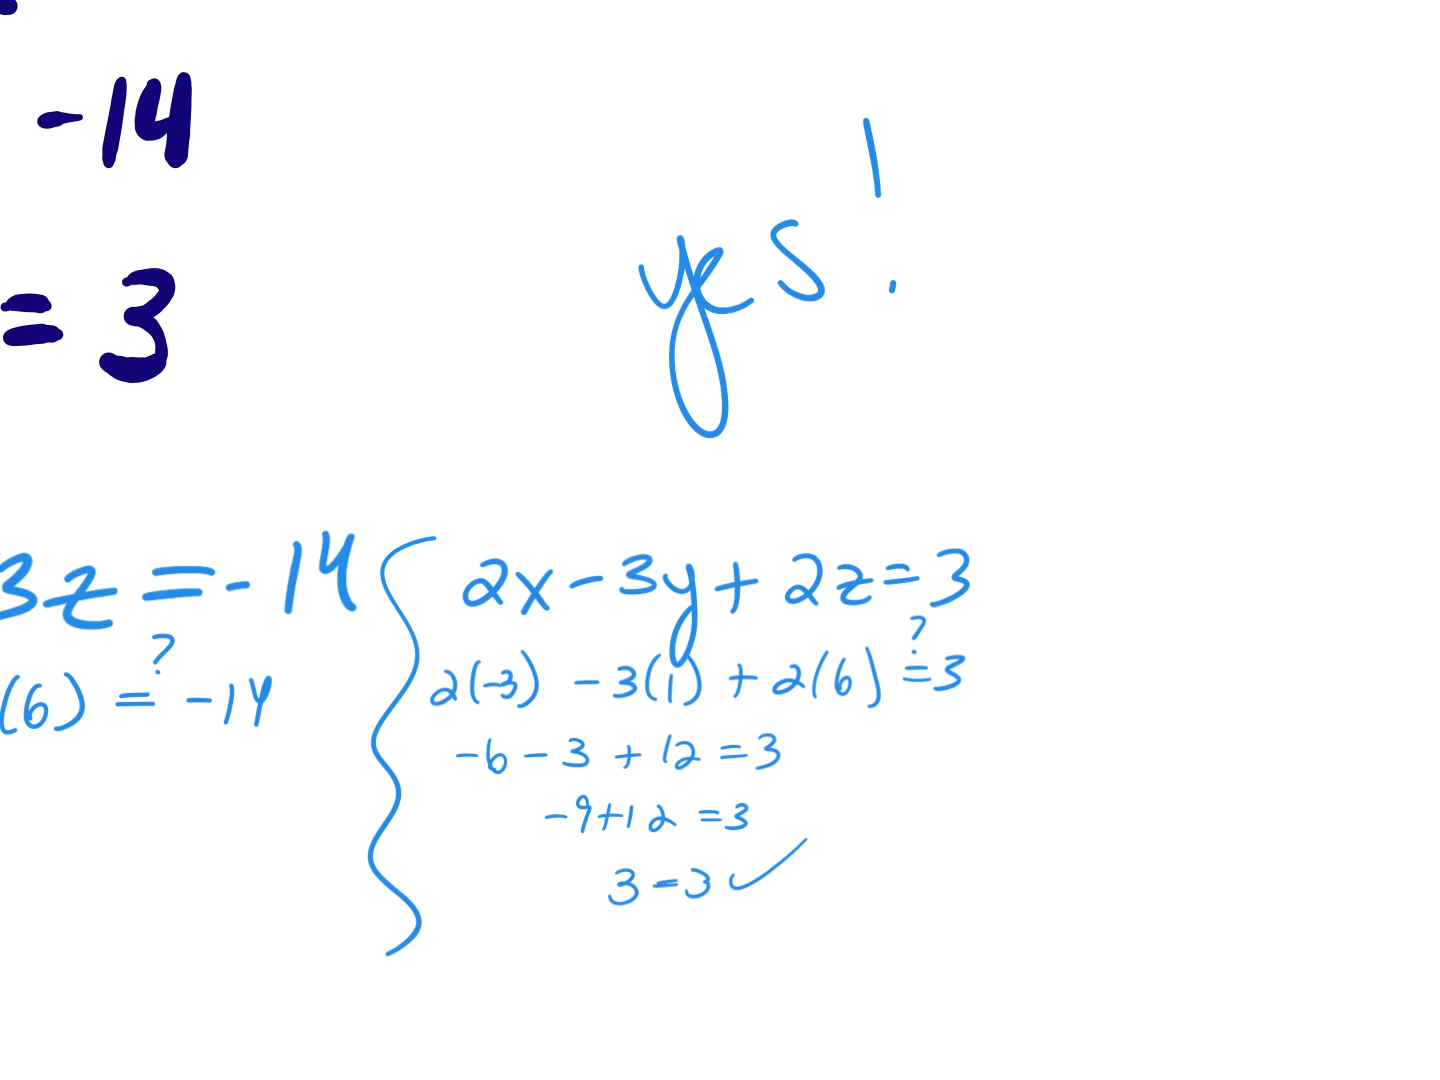 -14
yes!
= 3
3z = -14
2x - 3y + 2z = 3
(6) ?= -14
2(-3) - 3(1) + 2(6) ?= 3
-6 - 3 + 12 = 3
-9 + 12 = 3
3 = 3 ✓